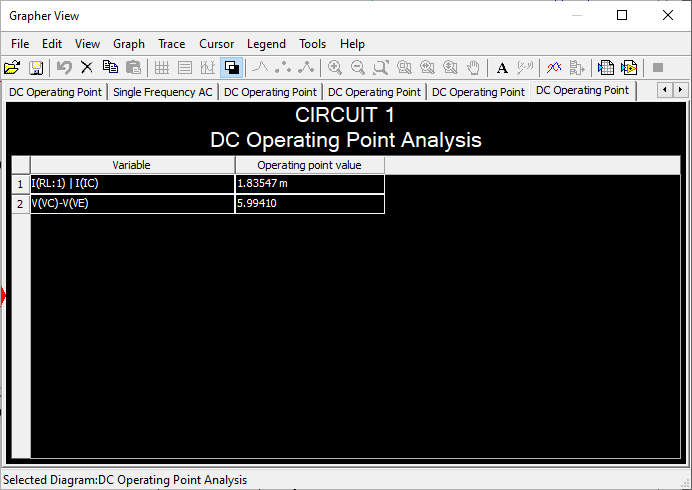 Grapher View
File Edit View Graph Trace Cursor Legend Tools Help
A
DC Operating Point Single Frequency AC DC Operating Point DC Operating Point DC Operating Point DC Operating Point
CIRCUIT 1
DC Operating Point Analysis
Variable Operating point value
1 I(RL:1) | I(IC) 1.83547 m
2 V(VC)-V(VE) 5.99410
Selected Diagram:DC Operating Point Analysis